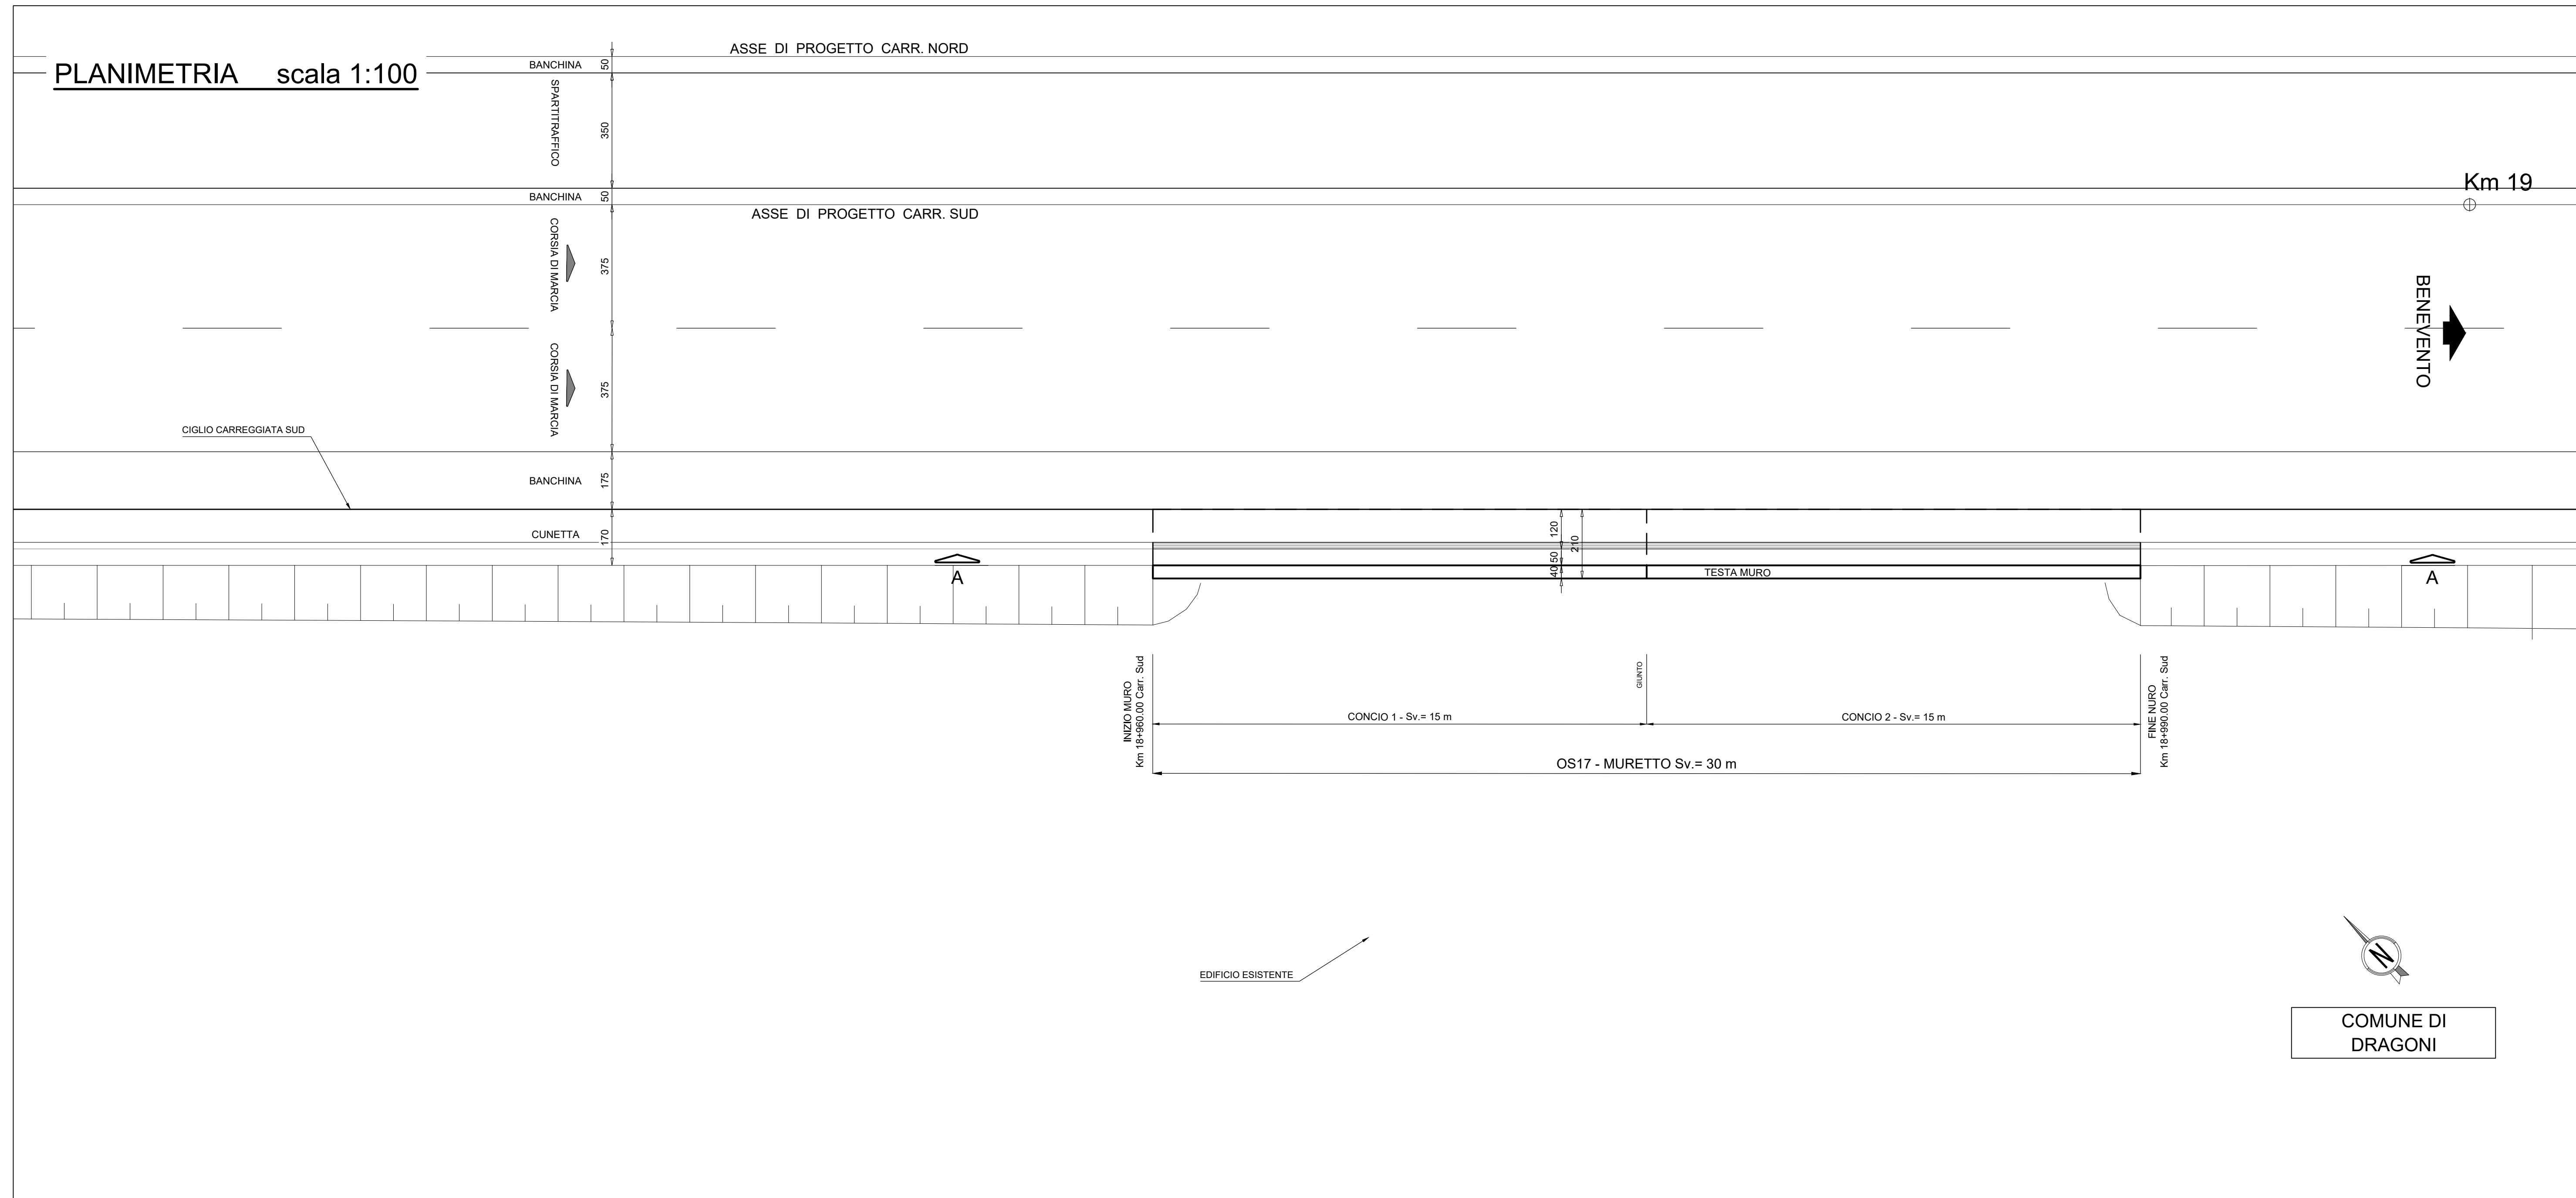 PLANIMETRIA scala 1:100
ASSE DI PROGETTO CARR. NORD
BANCHINA
50
SPARTITRAFFICO
350
BANCHINA
50
ASSE DI PROGETTO CARR. SUD
Km 19
CORSIA DI MARCIA
375
BENEVENTO
CORSIA DI MARCIA
375
CIGLIO CARREGGIATA SUD
BANCHINA
175
CUNETTA
170
120
210
50
40
TESTA MURO
A
A
INIZIO MURO
Km 18+960.00 Carr. Sud
GIUNTO
FINE NURO
Km 18+990.00 Carr. Sud
CONCIO 1 - Sv.= 15 m
CONCIO 2 - Sv.= 15 m
OS17 - MURETTO Sv.= 30 m
EDIFICIO ESISTENTE
N
COMUNE DI
DRAGONI